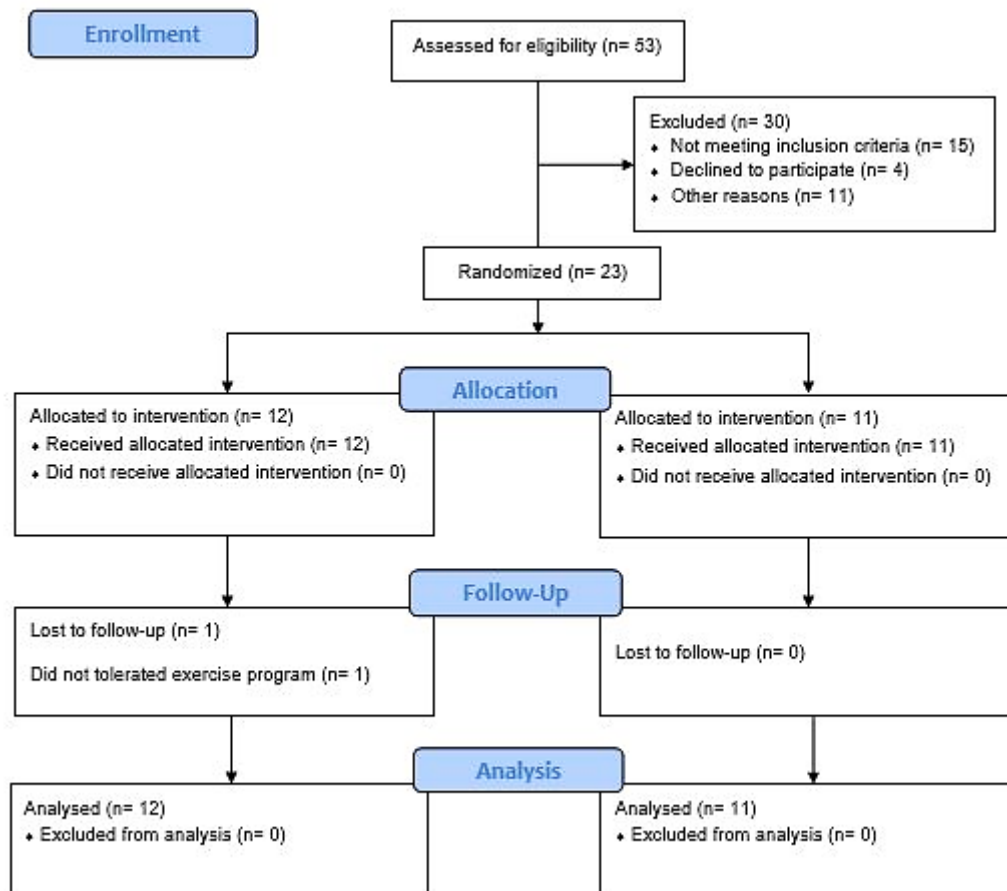 Enrollment
Assessed for eligibility (n= 53)
Excluded (n= 30)
♦ Not meeting inclusion criteria (n= 15)
♦ Declined to participate (n= 4)
♦ Other reasons (n= 11)
Randomized (n= 23)
Allocation
Allocated to intervention (n= 12)
♦ Received allocated intervention (n= 12)
♦ Did not receive allocated intervention (n= 0)
Allocated to intervention (n= 11)
♦ Received allocated intervention (n= 11)
♦ Did not receive allocated intervention (n= 0)
Follow-Up
Lost to follow-up (n= 1)
Did not tolerated exercise program (n= 1)
Lost to follow-up (n= 0)
Analysis
Analysed (n= 12)
♦ Excluded from analysis (n= 0)
Analysed (n= 11)
♦ Excluded from analysis (n= 0)